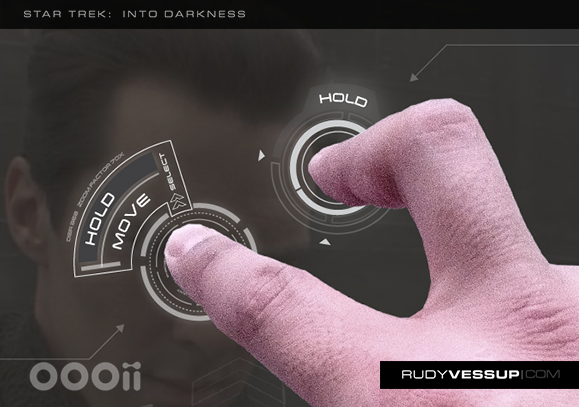 STAR TREK: INTO DARKNESS
HOLD
HOLD
MOVE
SELECT
OOOii
RUDYVESSUP|COM